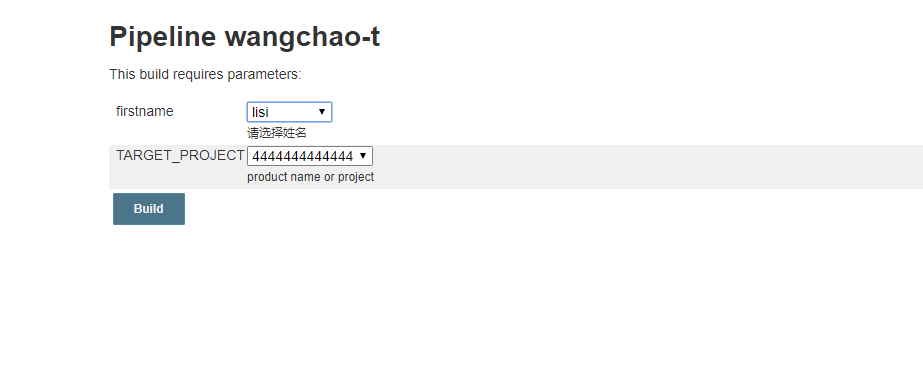 Pipeline wangchao-t
This build requires parameters:
firstname
lisi
请选择姓名
TARGET_PROJECT
4444444444444
product name or project
Build